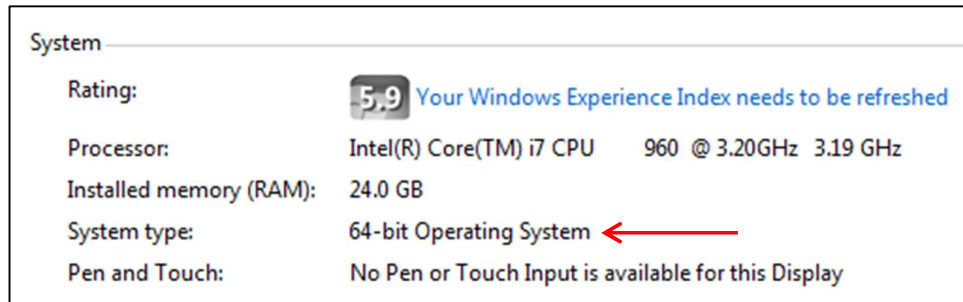 System
Rating: 5.9 Your Windows Experience Index needs to be refreshed
Processor: Intel(R) Core(TM) i7 CPU 960 @ 3.20GHz 3.19 GHz
Installed memory (RAM): 24.0 GB
System type: 64-bit Operating System
Pen and Touch: No Pen or Touch Input is available for this Display